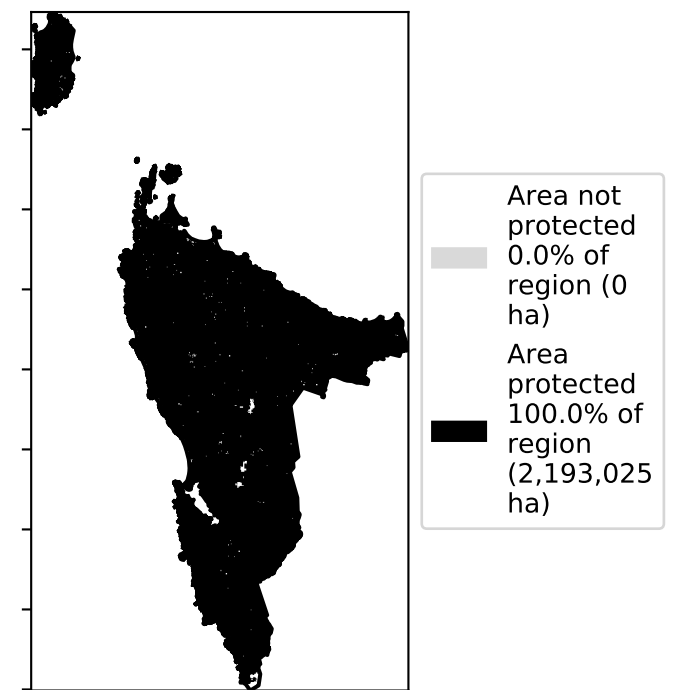 Area not
protected
0.0% of
region (0
ha)
Area
protected
100.0% of
region
(2,193,025
ha)